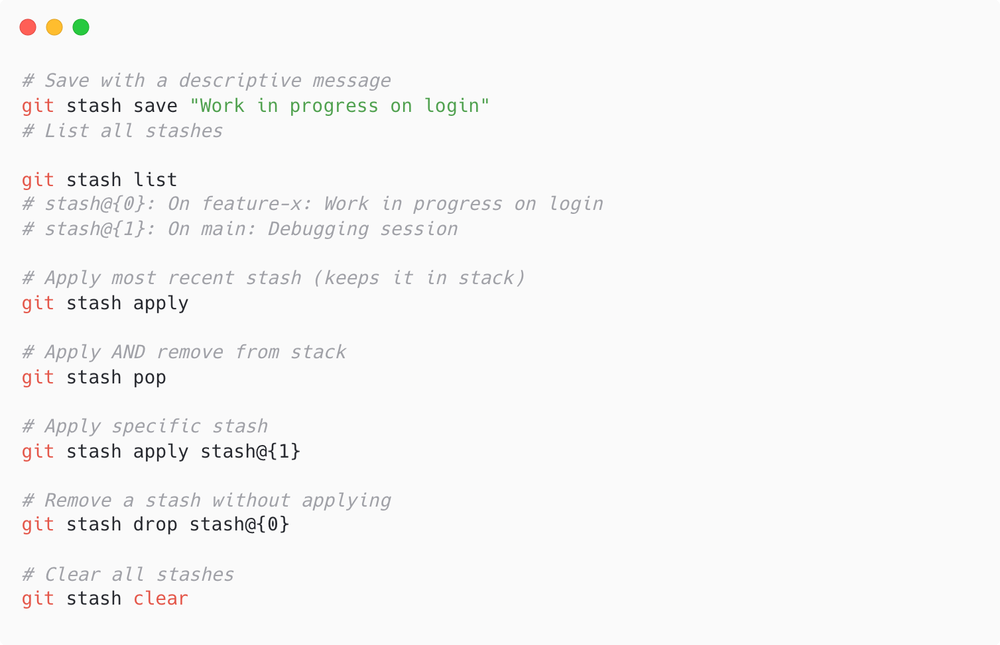 # Save with a descriptive message
git stash save "Work in progress on login"
# List all stashes
git stash list
# stash@{0}: On feature-x: Work in progress on login
# stash@{1}: On main: Debugging session
# Apply most recent stash (keeps it in stack)
git stash apply
# Apply AND remove from stack
git stash pop
# Apply specific stash
git stash apply stash@{1}
# Remove a stash without applying
git stash drop stash@{0}
# Clear all stashes
git stash clear